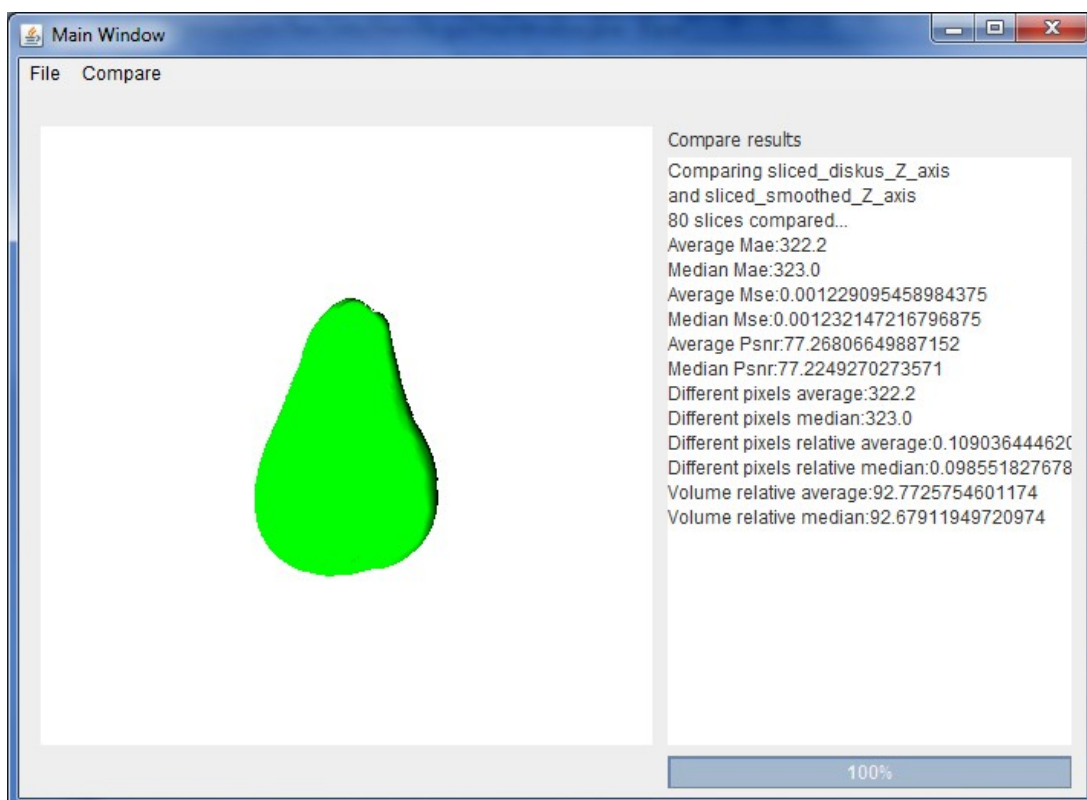 Main Window
File Compare
Compare results
Comparing sliced_diskus_Z_axis
and sliced_smoothed_Z_axis
80 slices compared...
Average Mae:322.2
Median Mae:323.0
Average Mse:0.001229095458984375
Median Mse:0.001232147216796875
Average Psnr:77.26806649887152
Median Psnr:77.2249270273571
Different pixels average:322.2
Different pixels median:323.0
Different pixels relative average:0.109036444620
Different pixels relative median:0.098551827678
Volume relative average:92.7725754601174
Volume relative median:92.67911949720974
100%